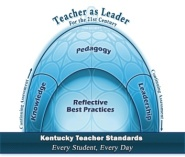 Teacher as Leader
For the 21st Century
Pedagogy
Knowledge
Leadership
Reflective
Best Practices
Kentucky Teacher Standards
Every Student, Every Day